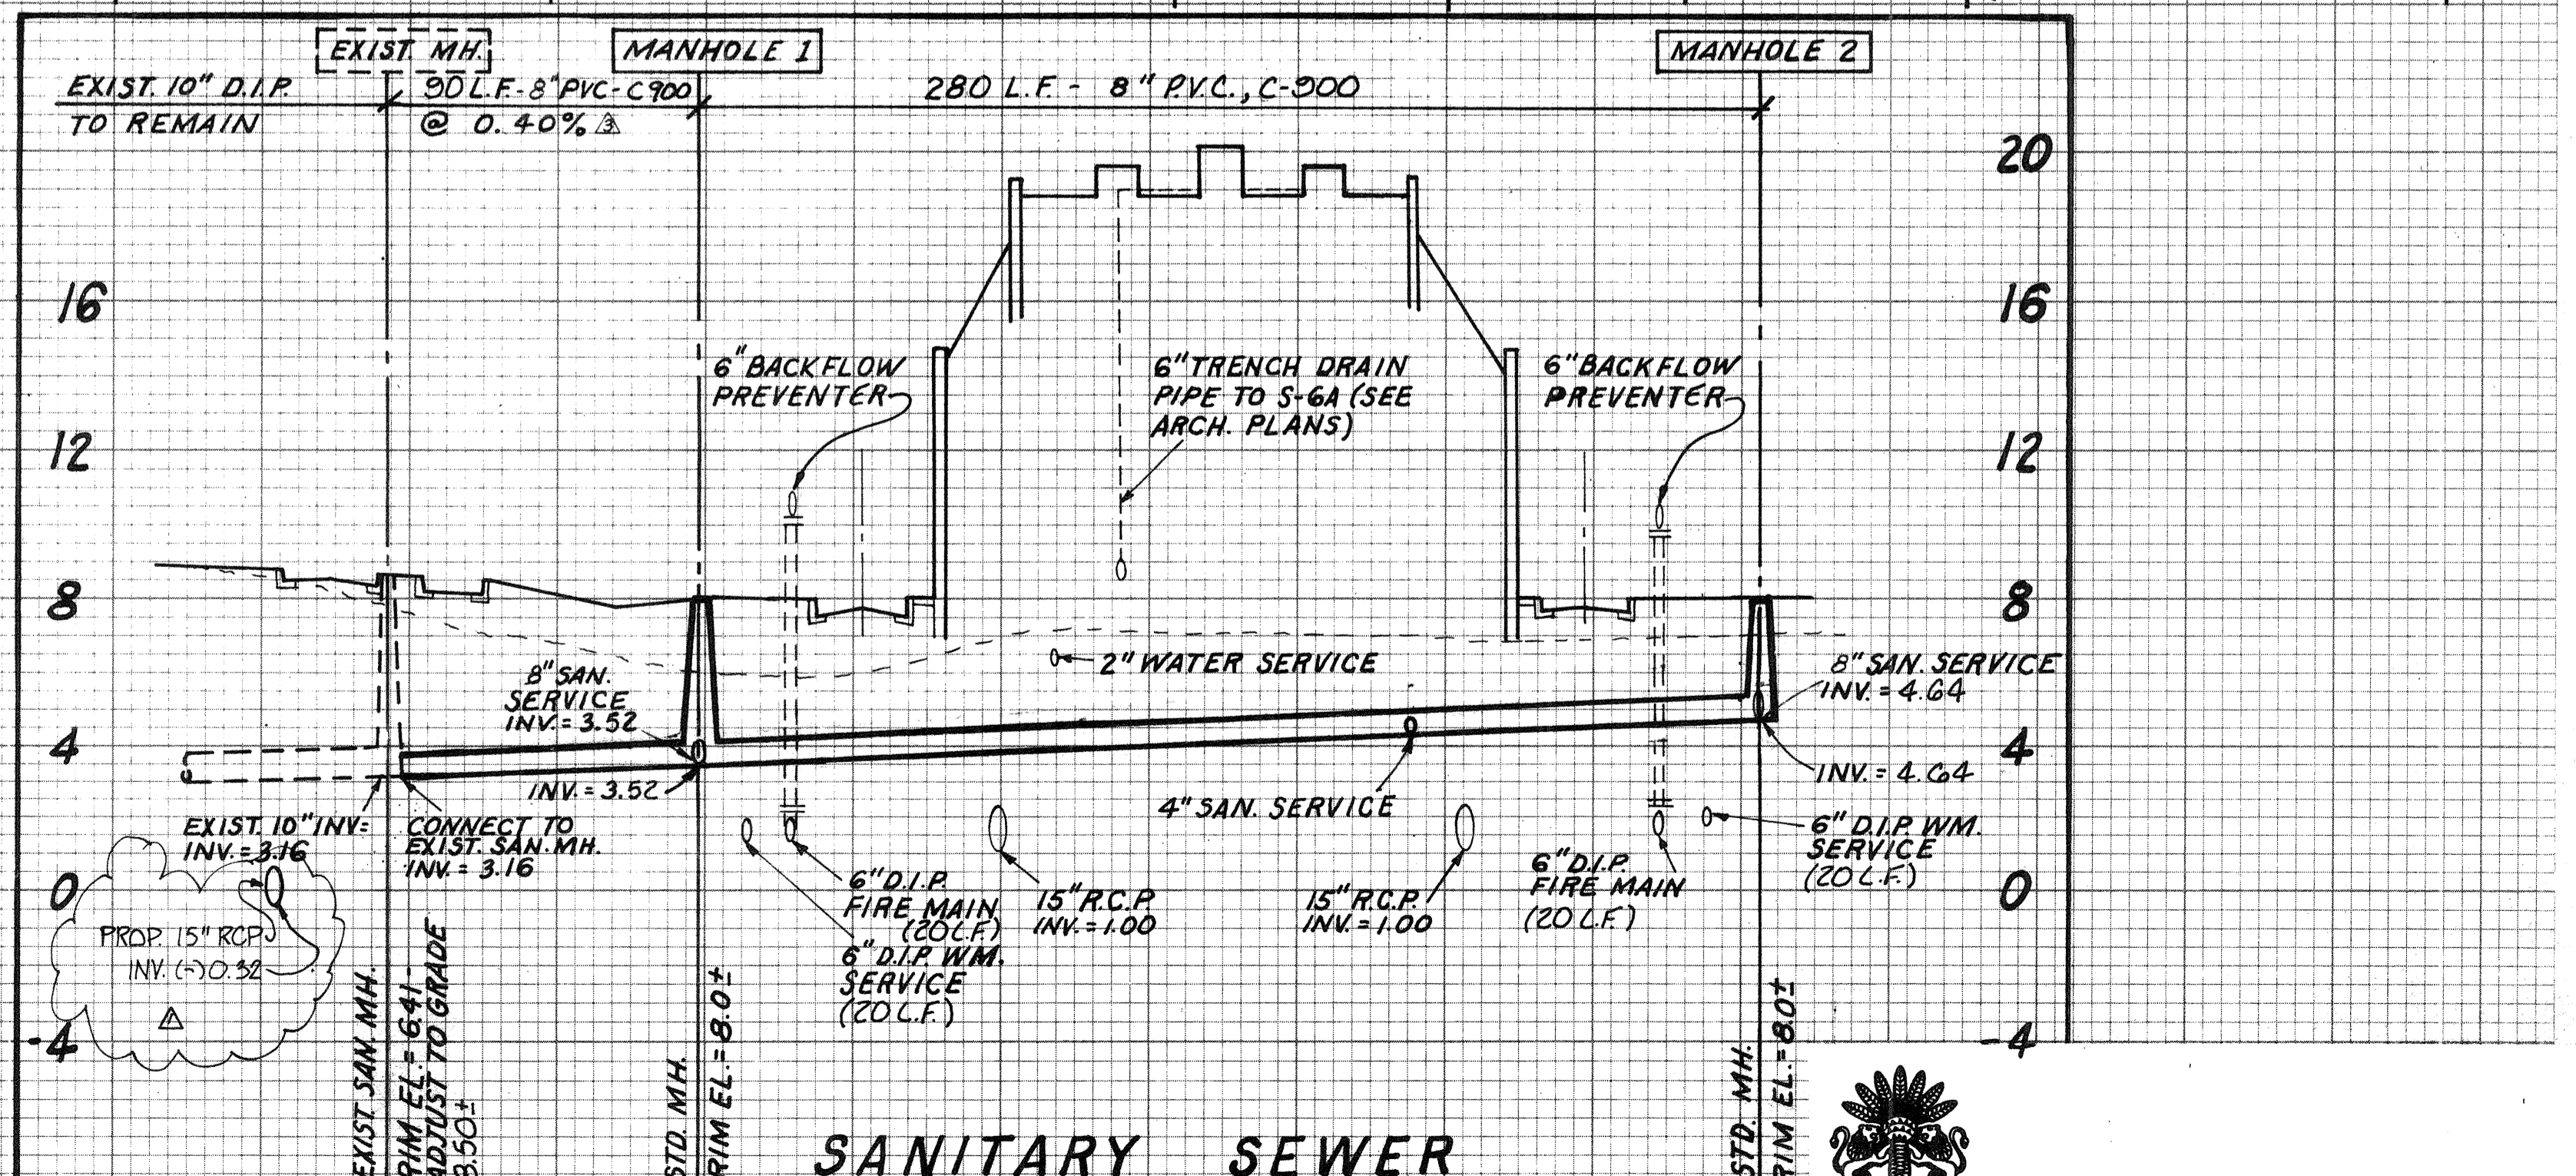 EXIST. MH.
MANHOLE 1
MANHOLE 2
EXIST. 10" D.I.P.
TO REMAIN
90 L.F.-8" PVC-C900
@ 0.40% 3
280 L.F. - 8" P.V.C., C-900
20
16
16
12
12
8
8
4
4
0
0
-4
-4
6" BACKFLOW
PREVENTER
6" TRENCH DRAIN
PIPE TO S-6A (SEE
ARCH. PLANS)
6" BACKFLOW
PREVENTER
8" SAN.
SERVICE
INV. = 3.52
2" WATER SERVICE
8" SAN. SERVICE
INV. = 4.64
INV. = 3.52
4" SAN. SERVICE
INV. = 4.64
EXIST. 10" INV=
INV. = 3.16
CONNECT TO
EXIST. SAN. MH.
INV. = 3.16
6" D.I.P.
FIRE MAIN
(20 L.F.)
6" D.I.P. WM.
SERVICE
(20 L.F.)
15" R.C.P.
INV. = 1.00
15" R.C.P.
INV. = 1.00
6" D.I.P.
FIRE MAIN
(20 L.F.)
6" D.I.P. WM.
SERVICE
(20 L.F.)
PROP. 15" RCP
INV. (-) 0.32
EXIST. SAN. MH.
RIM EL. = 6.41
ADJUST TO GRADE
8.50±
STD. MH.
RIM EL. = 8.0±
STD. MH.
RIM EL. = 8.0±
SANITARY SEWER